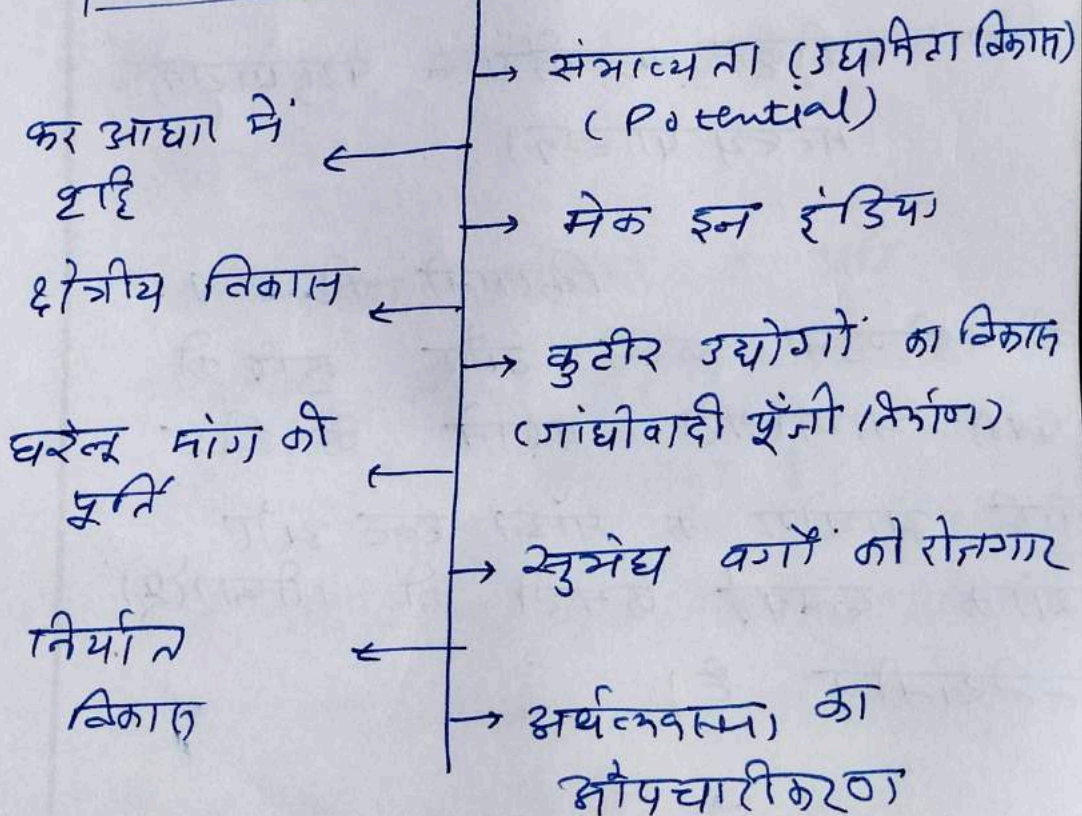 संभाव्यता (उद्यमिता विकास)
(Potential)
कर आधार में
वृद्धि
मेक इन इंडिया
क्षेत्रीय विकास
कुटीर उद्योगों का विकास
(गांधीवादी पूँजी निर्माण)
घरेलू मांग की
पूर्ति
सुभेद्य वर्गों को रोजगार
निर्यात
विकास
अर्थव्यवस्था का
औपचारीकरण